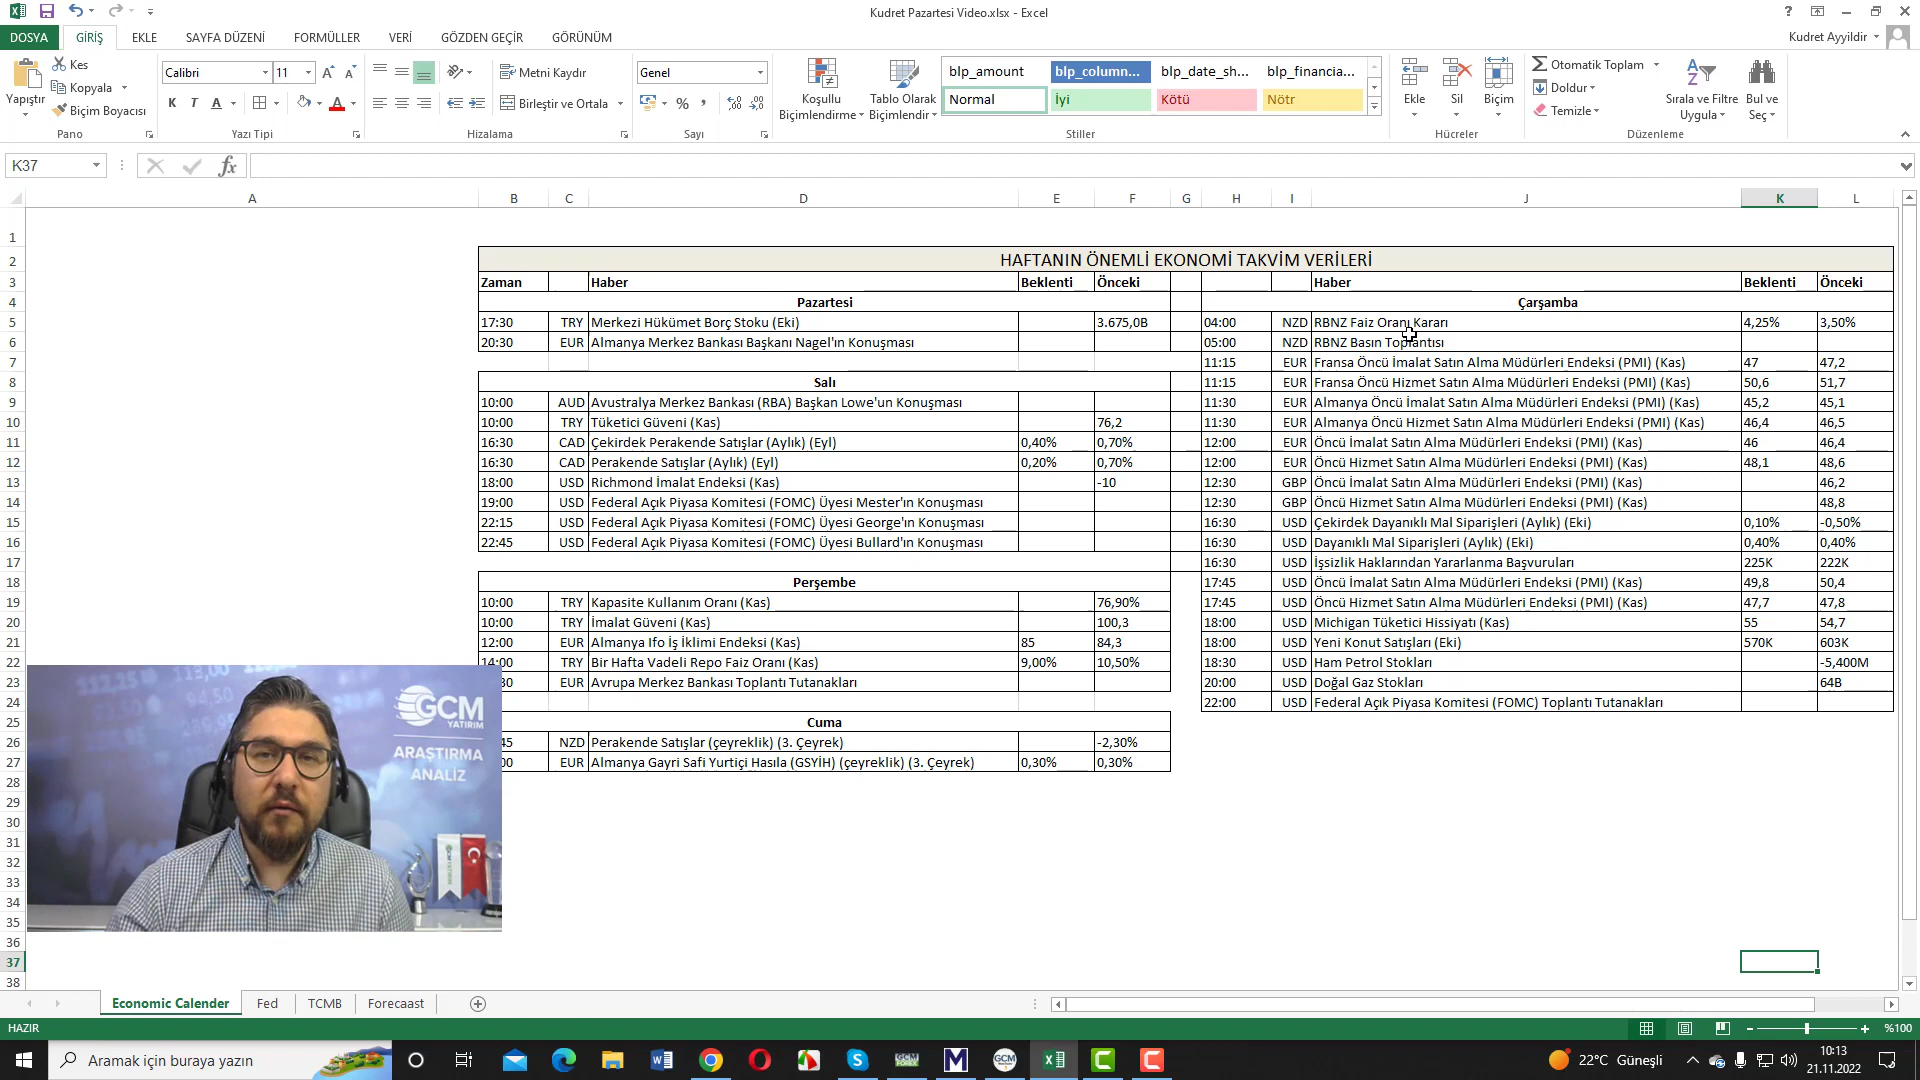 Kudret Pazartesi Video.xlsx - Excel
DOSYA GİRİŞ EKLE SAYFA DÜZENİ FORMÜLLER VERİ GÖZDEN GEÇİR GÖRÜNÜM
Kudret Ayyildir
Yapıştır
Kes
Kopyala
Biçim Boyacısı
Pano
Calibri 11
K T A
Yazı Tipi
Metni Kaydır
Birleştir ve Ortala
Hizalama
Genel
Sayı
Koşullu Biçimlendirme
Tablo Olarak Biçimlendir
blp_amount blp_column... blp_date_sh... blp_financia...
Normal İyi Kötü Nötr
Stiller
Ekle Sil Biçim
Hücreler
Otomatik Toplam
Doldur
Temizle
Sırala ve Filtre Uygula
Bul ve Seç
Düzenleme
K37
fx
A B C D E F G H I J K L
HAFTANIN ÖNEMLİ EKONOMİ TAKVİM VERİLERİ
Zaman Haber Beklenti Önceki
Pazartesi
17:30 TRY Merkezi Hükümet Borç Stoku (Eki) 3.675,0B
20:30 EUR Almanya Merkez Bankası Başkanı Nagel'ın Konuşması
Salı
10:00 AUD Avustralya Merkez Bankası (RBA) Başkan Lowe'un Konuşması
10:00 TRY Tüketici Güveni (Kas) 76,2
16:30 CAD Çekirdek Perakende Satışlar (Aylık) (Eyl) 0,40% 0,70%
16:30 CAD Perakende Satışlar (Aylık) (Eyl) 0,20% 0,70%
18:00 USD Richmond İmalat Endeksi (Kas) -10
19:00 USD Federal Açık Piyasa Komitesi (FOMC) Üyesi Mester'ın Konuşması
22:15 USD Federal Açık Piyasa Komitesi (FOMC) Üyesi George'ın Konuşması
22:45 USD Federal Açık Piyasa Komitesi (FOMC) Üyesi Bullard'ın Konuşması
Perşembe
10:00 TRY Kapasite Kullanım Oranı (Kas) 76,90%
10:00 TRY İmalat Güveni (Kas) 100,3
12:00 EUR Almanya Ifo İş İklimi Endeksi (Kas) 85 84,3
14:00 TRY Bir Hafta Vadeli Repo Faiz Oranı (Kas) 9,00% 10,50%
30 EUR Avrupa Merkez Bankası Toplantı Tutanakları
Cuma
45 NZD Perakende Satışlar (çeyreklik) (3. Çeyrek) -2,30%
00 EUR Almanya Gayri Safi Yurtiçi Hasıla (GSYİH) (çeyreklik) (3. Çeyrek) 0,30% 0,30%
Haber Beklenti Önceki
Çarşamba
04:00 NZD RBNZ Faiz Oranı Kararı 4,25% 3,50%
05:00 NZD RBNZ Basın Toplantısı
11:15 EUR Fransa Öncü İmalat Satın Alma Müdürleri Endeksi (PMI) (Kas) 47 47,2
11:15 EUR Fransa Öncü Hizmet Satın Alma Müdürleri Endeksi (PMI) (Kas) 50,6 51,7
11:30 EUR Almanya Öncü İmalat Satın Alma Müdürleri Endeksi (PMI) (Kas) 45,2 45,1
11:30 EUR Almanya Öncü Hizmet Satın Alma Müdürleri Endeksi (PMI) (Kas) 46,4 46,5
12:00 EUR Öncü İmalat Satın Alma Müdürleri Endeksi (PMI) (Kas) 46 46,4
12:00 EUR Öncü Hizmet Satın Alma Müdürleri Endeksi (PMI) (Kas) 48,1 48,6
12:30 GBP Öncü İmalat Satın Alma Müdürleri Endeksi (PMI) (Kas) 46,2
12:30 GBP Öncü Hizmet Satın Alma Müdürleri Endeksi (PMI) (Kas) 48,8
16:30 USD Çekirdek Dayanıklı Mal Siparişleri (Aylık) (Eki) 0,10% -0,50%
16:30 USD Dayanıklı Mal Siparişleri (Aylık) (Eki) 0,40% 0,40%
16:30 USD İşsizlik Haklarından Yararlanma Başvuruları 225K 222K
17:45 USD Öncü İmalat Satın Alma Müdürleri Endeksi (PMI) (Kas) 49,8 50,4
17:45 USD Öncü Hizmet Satın Alma Müdürleri Endeksi (PMI) (Kas) 47,7 47,8
18:00 USD Michigan Tüketici Hissiyatı (Kas) 55 54,7
18:00 USD Yeni Konut Satışları (Eki) 570K 603K
18:30 USD Ham Petrol Stokları -5,400M
20:00 USD Doğal Gaz Stokları 64B
22:00 USD Federal Açık Piyasa Komitesi (FOMC) Toplantı Tutanakları
GCM
YATIRIM
ARAŞTIRMA
ANALİZ
Economic Calender Fed TCMB Forecaast
HAZIR
%100
Aramak için buraya yazın
22°C Güneşli
10:13
21.11.2022